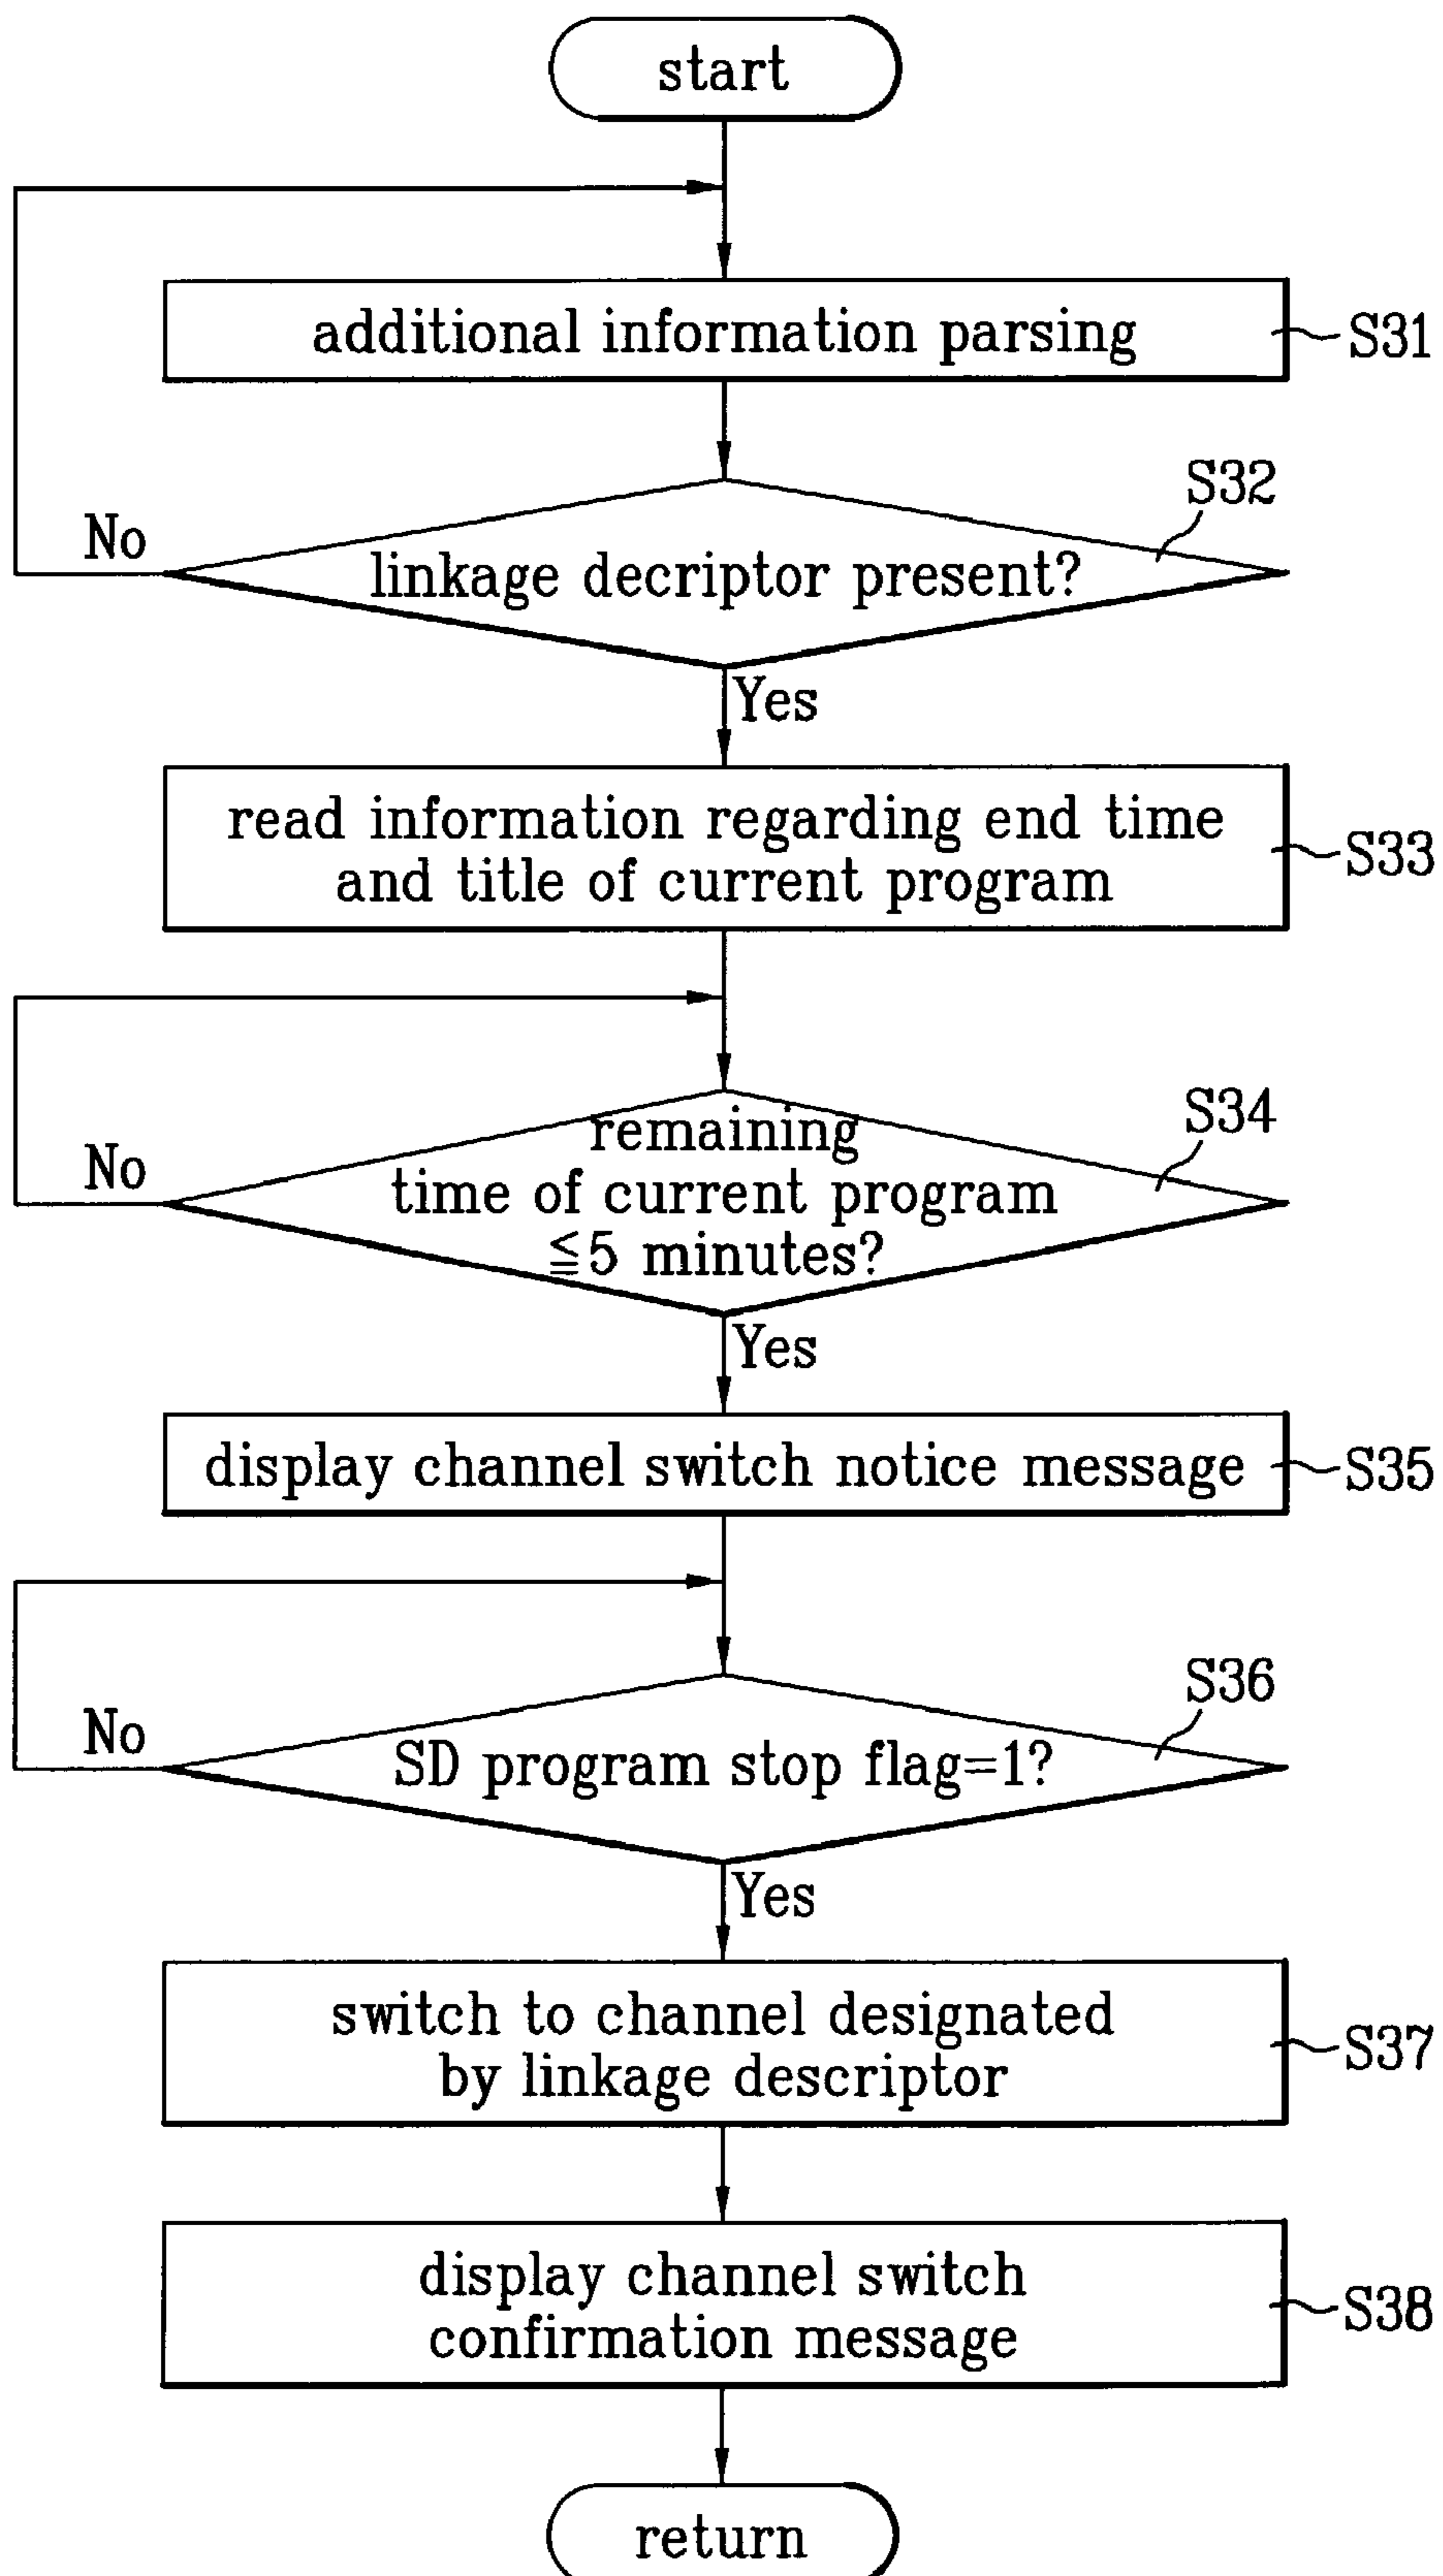 start
additional information parsing
S31
S32
No
linkage decriptor present?
Yes
read information regarding end time
and title of current program
S33
S34
No
remaining
time of current program
≦5 minutes?
Yes
display channel switch notice message
S35
S36
No
SD program stop flag=1?
Yes
switch to channel designated
by linkage descriptor
S37
display channel switch
confirmation message
S38
return